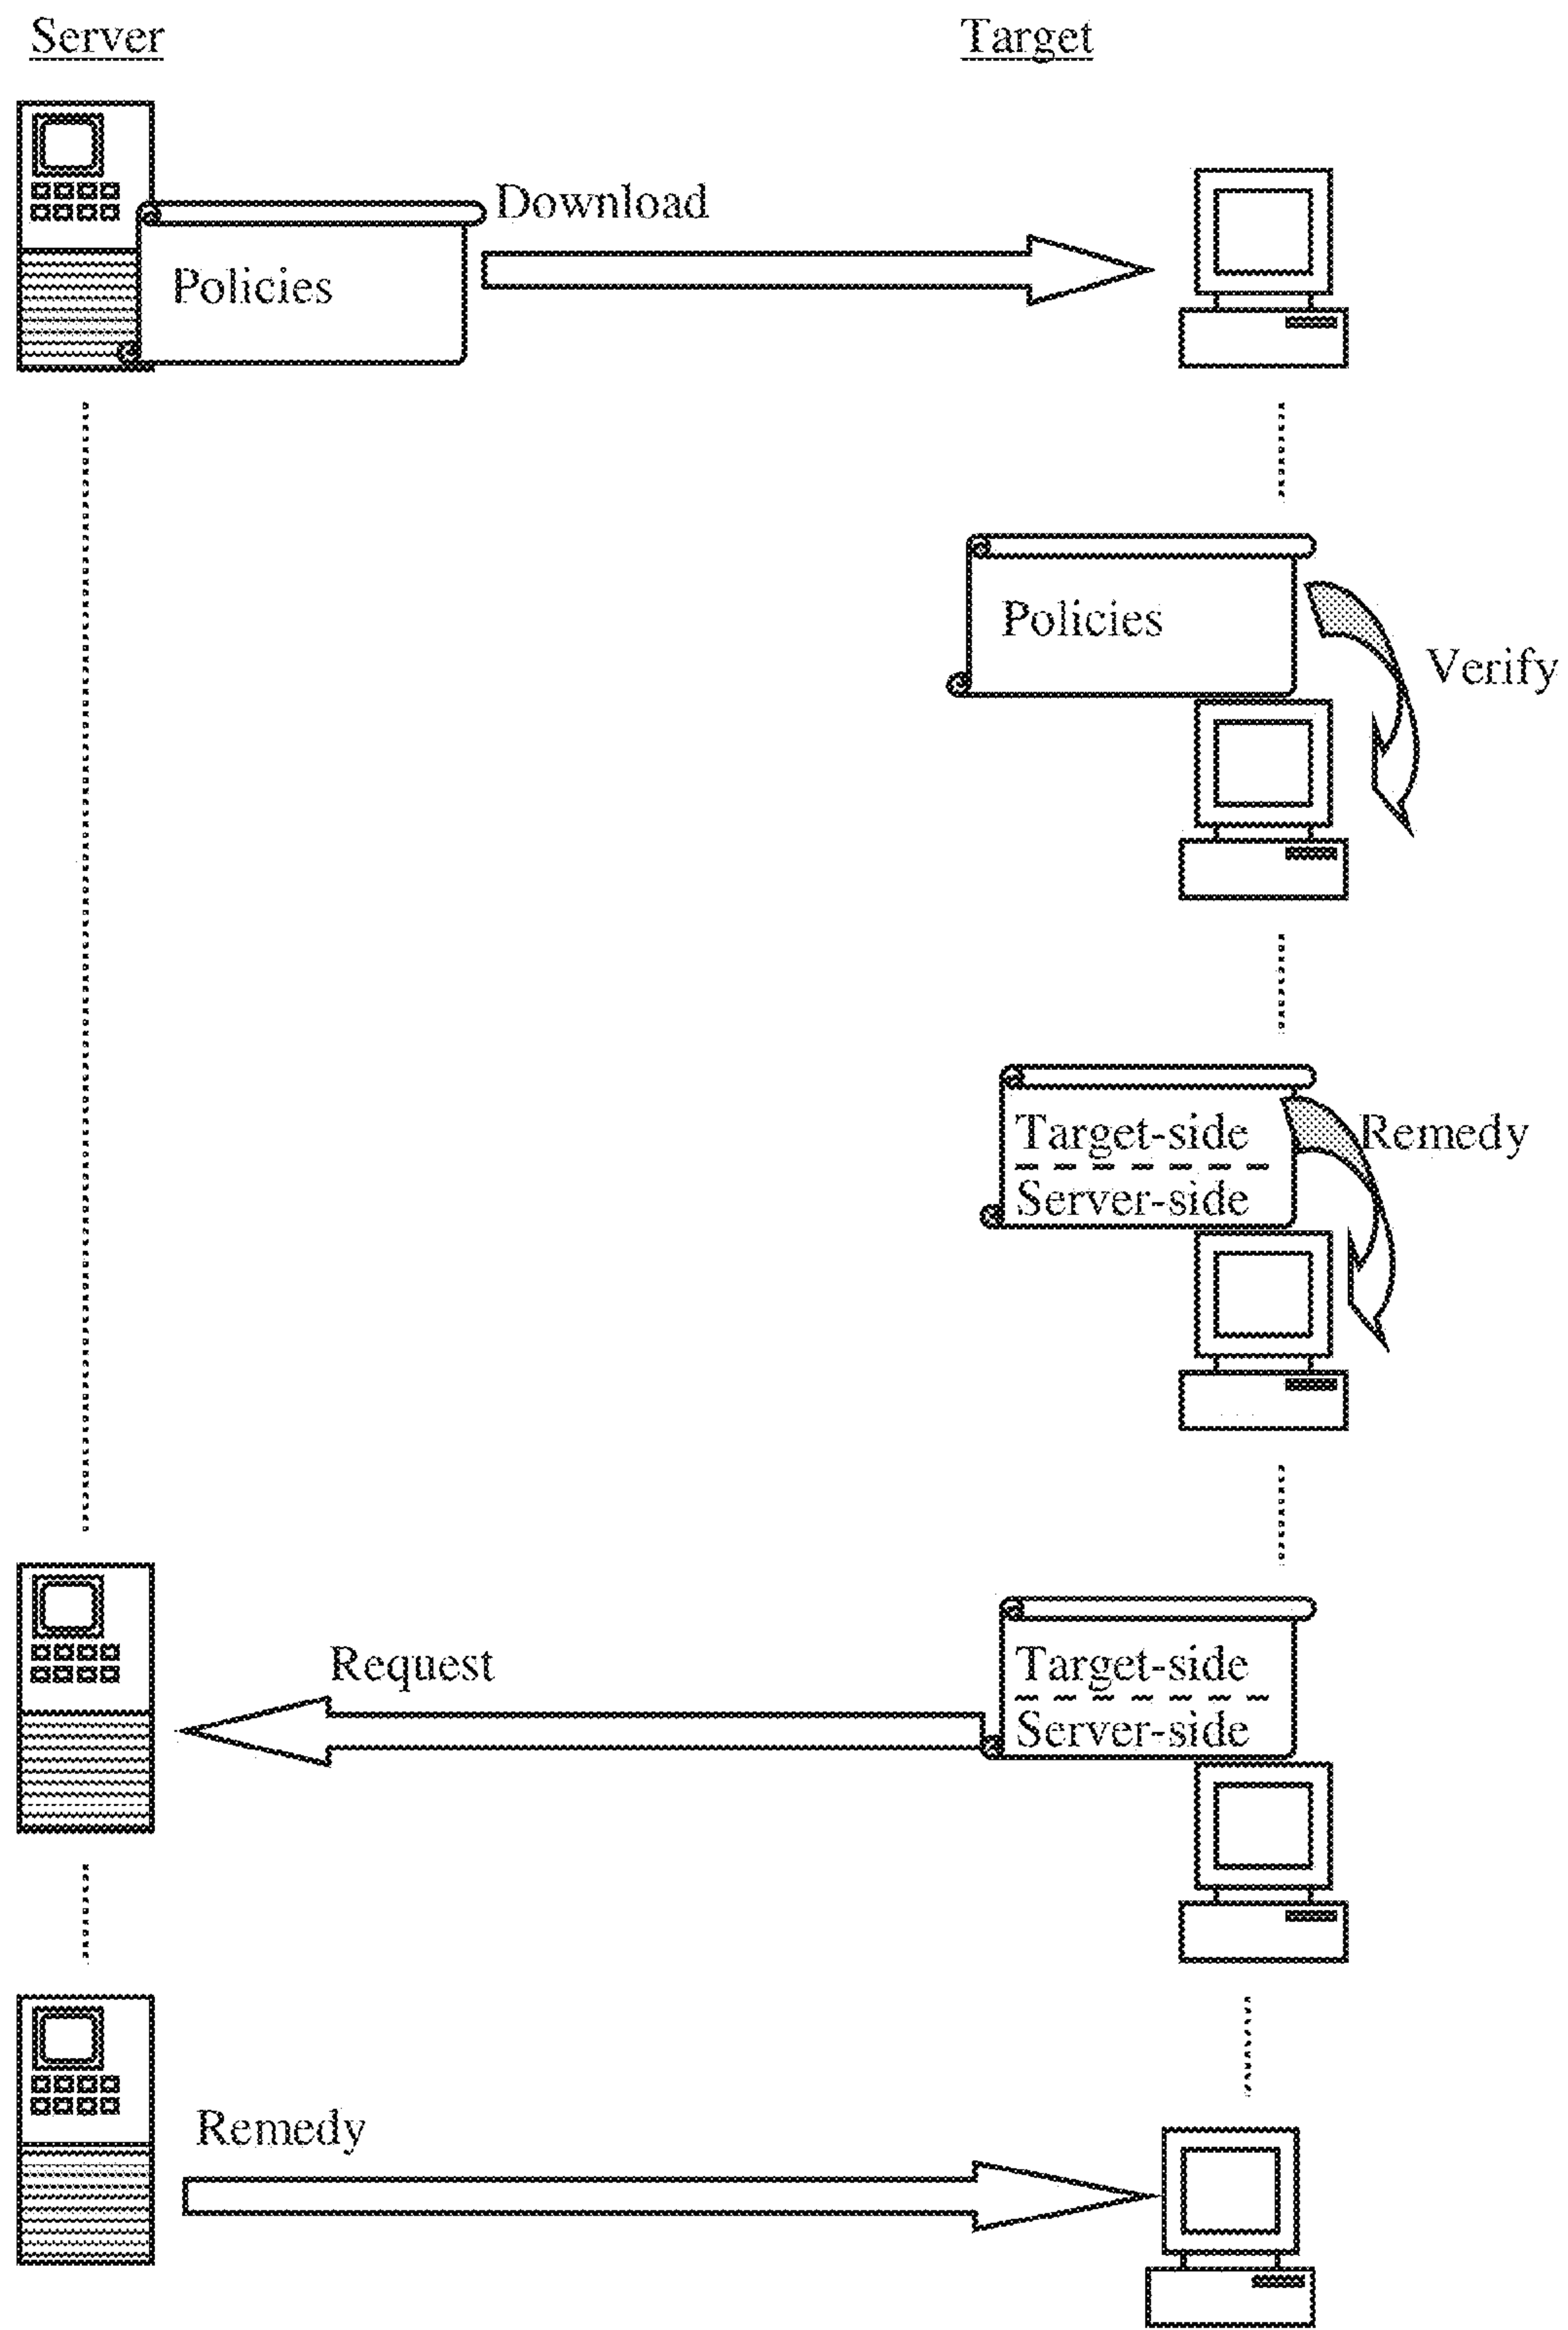 Server
Target
Download
Policies
Policies
Verify
Target-side
Remedy
Server-side
Request
Target-side
Server-side
Remedy